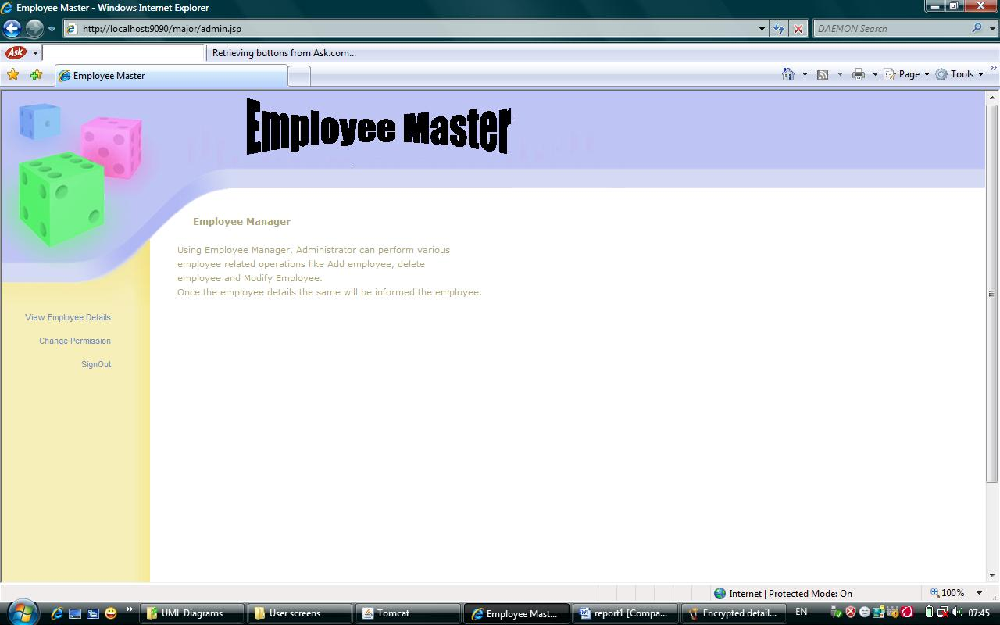 Employee Master - Windows Internet Explorer
http://localhost:9090/major/admin.jsp
DAEMON Search
Ask
Retrieving buttons from Ask.com...
Employee Master
Page
Tools
Employee Master
Employee Manager
Using Employee Manager, Administrator can perform various
employee related operations like Add employee, delete
employee and Modify Employee.
Once the employee details the same will be informed the employee.
View Employee Details
Change Permission
SignOut
Internet | Protected Mode: On
100%
UML Diagrams
User screens
Tomcat
Employee Mast...
report1 [Compa...
Encrypted detail...
EN
07:45